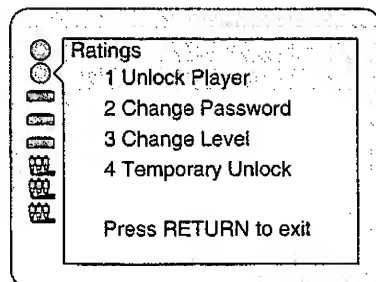 Ratings
1 Unlock Player
2 Change Password
3 Change Level
4 Temporary Unlock
Press RETURN to exit